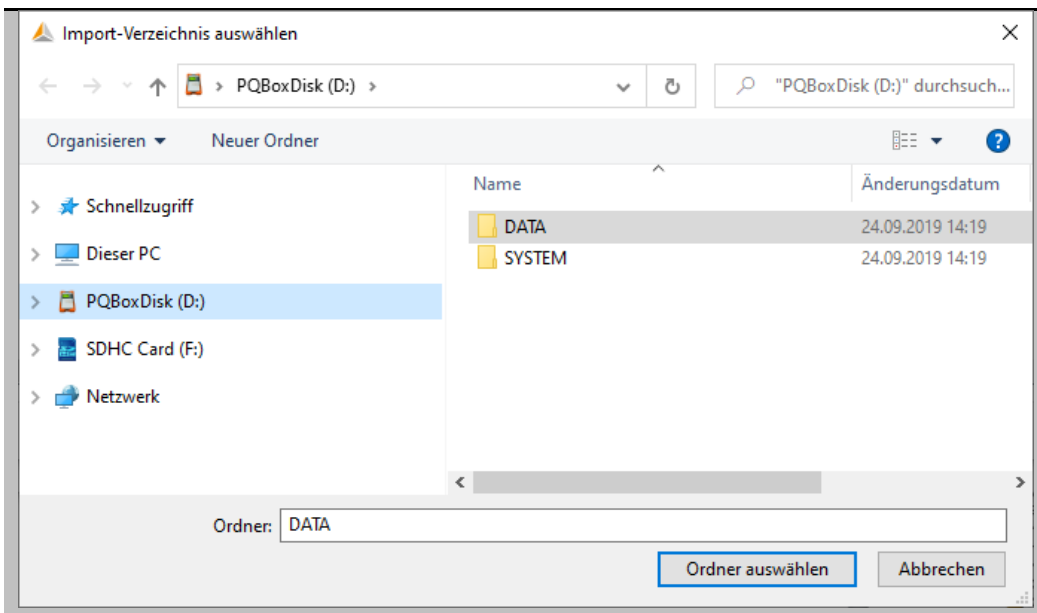 Import-Verzeichnis auswählen
PQBoxDisk (D:)
"PQBoxDisk (D:)" durchsuch...
Organisieren
Neuer Ordner
Schnellzugriff
Dieser PC
PQBoxDisk (D:)
SDHC Card (F:)
Netzwerk
Name Änderungsdatum
DATA 24.09.2019 14:19
SYSTEM 24.09.2019 14:19
Ordner: DATA
Ordner auswählen
Abbrechen